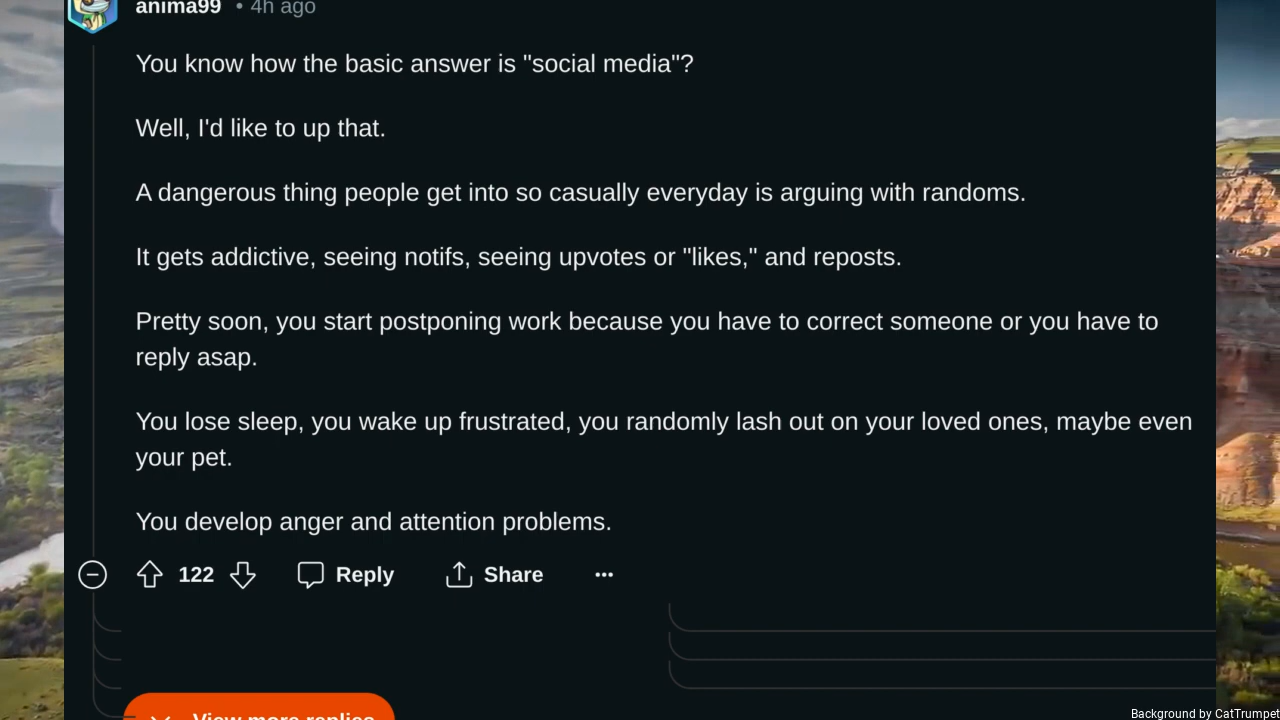 anima99 • 4h ago
You know how the basic answer is "social media"?
Well, I'd like to up that.
A dangerous thing people get into so casually everyday is arguing with randoms.
It gets addictive, seeing notifs, seeing upvotes or "likes," and reposts.
Pretty soon, you start postponing work because you have to correct someone or you have to
reply asap.
You lose sleep, you wake up frustrated, you randomly lash out on your loved ones, maybe even
your pet.
You develop anger and attention problems.
122 Reply Share
View more replies
Background by CatTrumpet